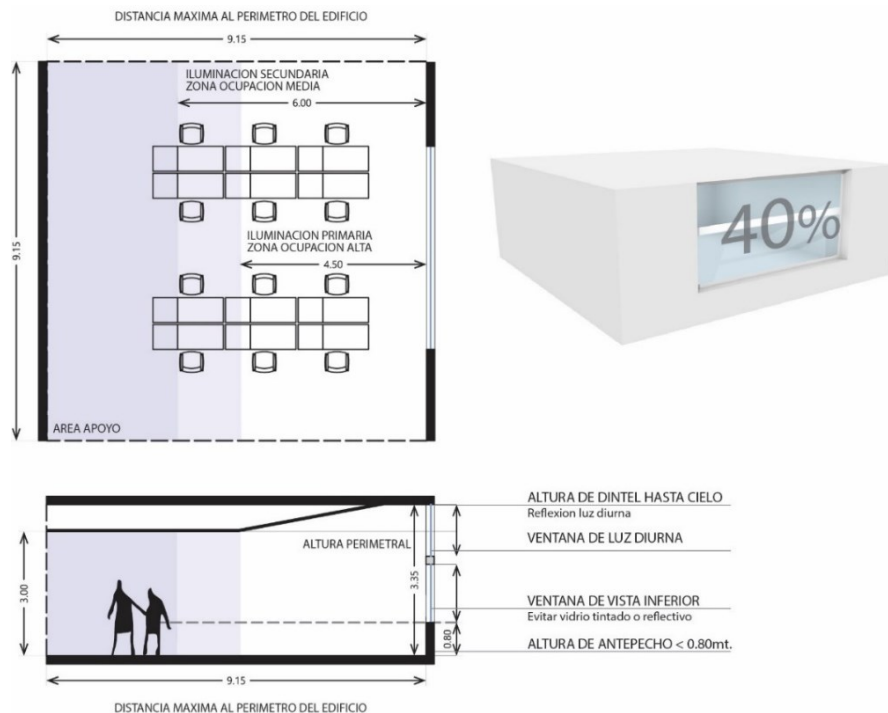 DISTANCIA MAXIMA AL PERIMETRO DEL EDIFICIO
9.15
ILUMINACION SECUNDARIA
ZONA OCUPACION MEDIA
6.00
40%
9.15
ILUMINACION PRIMARIA
ZONA OCUPACION ALTA
4.50
AREA APOYO
ALTURA DE DINTEL HASTA CIELO
Reflexion luz diurna
ALTURA PERIMETRAL
VENTANA DE LUZ DIURNA
3.00
3.35
VENTANA DE VISTA INFERIOR
Evitar vidrio tintado o reflectivo
0.80
ALTURA DE ANTEPECHO < 0.80mt.
9.15
DISTANCIA MAXIMA AL PERIMETRO DEL EDIFICIO